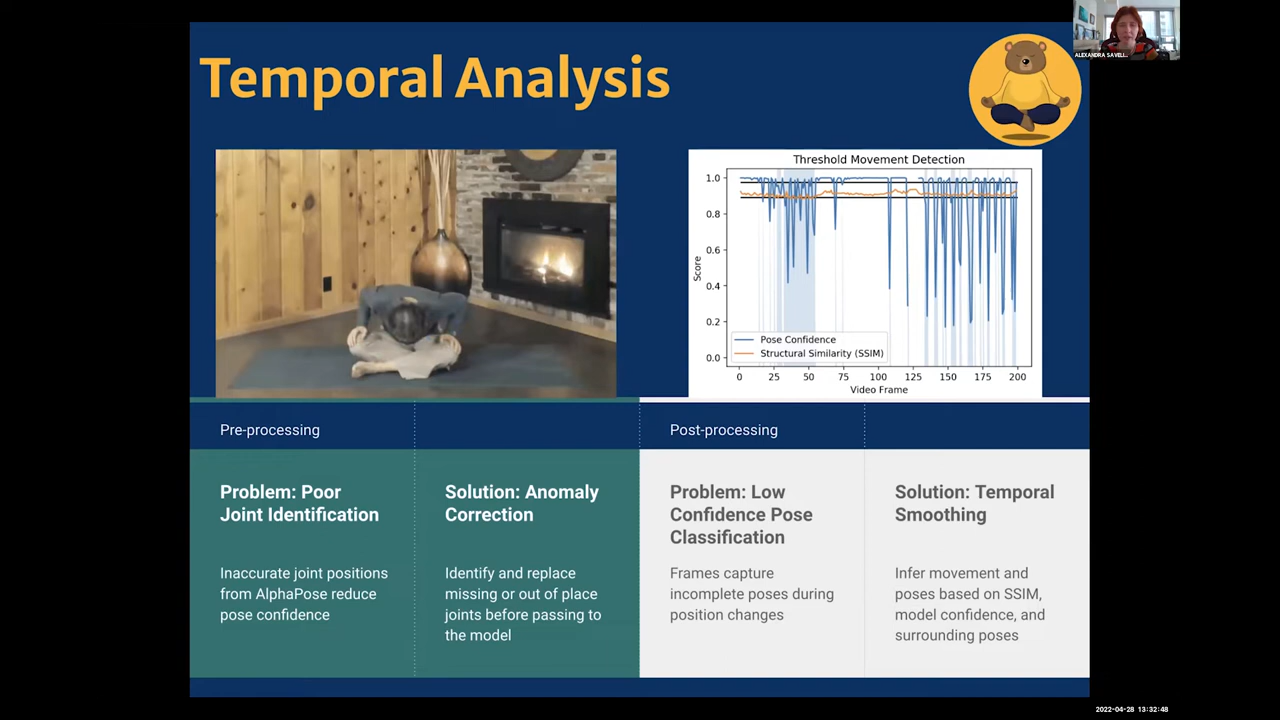 Temporal Analysis
ALEXANDRA SAVELI...
Threshold Movement Detection
1.0
0.8
0.6
0.4
0.2
0.0
Score
Pose Confidence
Structural Similarity (SSIM)
0 25 50 75 100 125 150 175 200
Video Frame
Pre-processing
Post-processing
Problem: Poor
Joint Identification
Inaccurate joint positions
from AlphaPose reduce
pose confidence
Solution: Anomaly
Correction
Identify and replace
missing or out of place
joints before passing to
the model
Problem: Low
Confidence Pose
Classification
Frames capture
incomplete poses during
position changes
Solution: Temporal
Smoothing
Infer movement and
poses based on SSIM,
model confidence, and
surrounding poses
2022-04-28 13:32:48